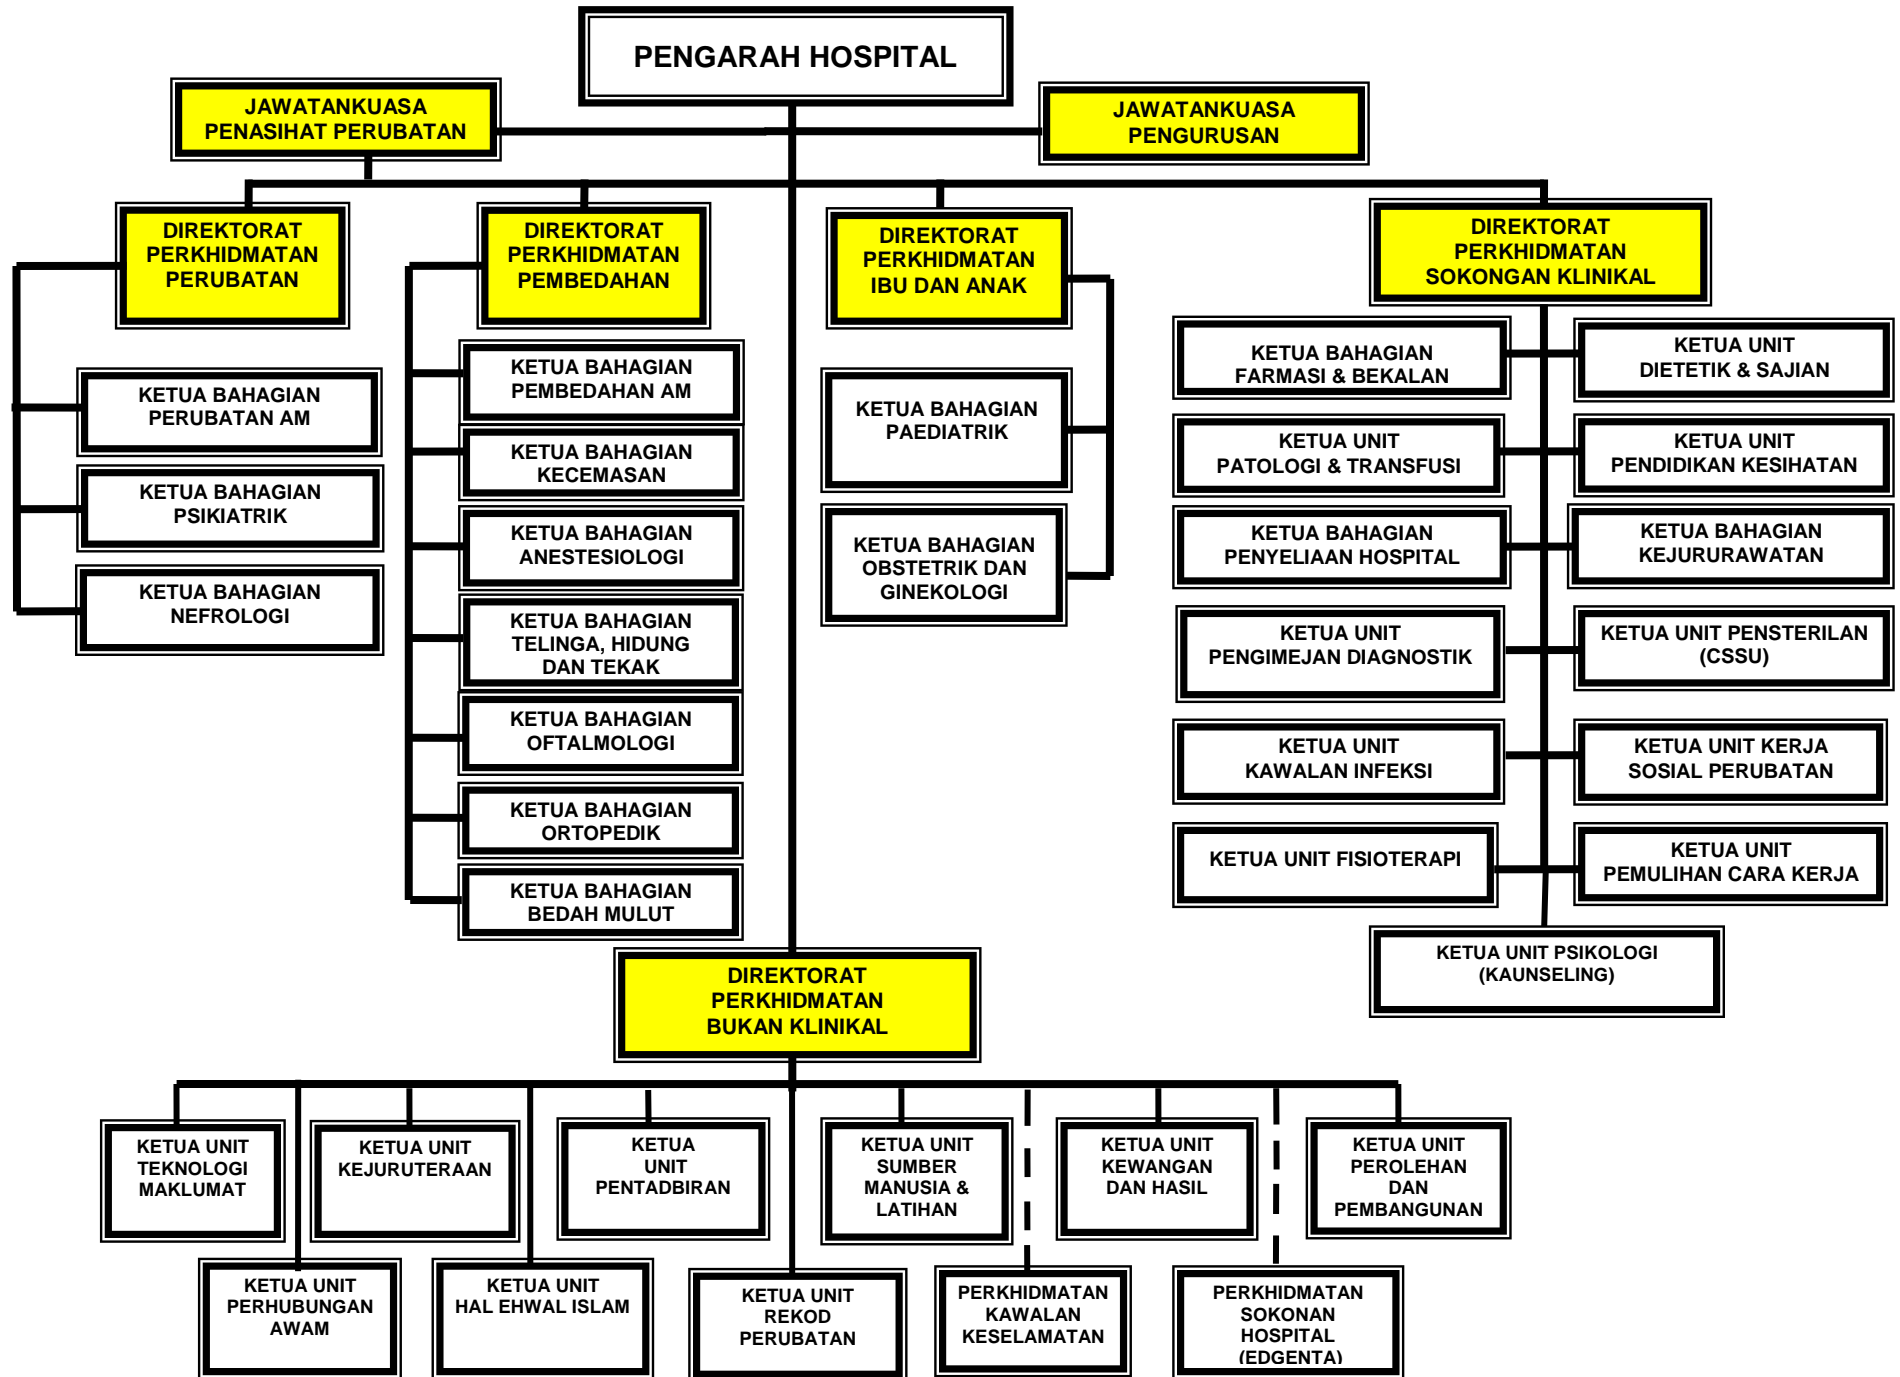 PENGARAH HOSPITAL
JAWATANKUASA
PENASIHAT PERUBATAN
JAWATANKUASA
PENGURUSAN
DIREKTORAT
PERKHIDMATAN
PERUBATAN
DIREKTORAT
PERKHIDMATAN
PEMBEDAHAN
DIREKTORAT
PERKHIDMATAN
IBU DAN ANAK
DIREKTORAT
PERKHIDMATAN
SOKONGAN KLINIKAL
KETUA BAHAGIAN
PERUBATAN AM
KETUA BAHAGIAN
PSIKIATRIK
KETUA BAHAGIAN
NEFROLOGI
KETUA BAHAGIAN
PEMBEDAHAN AM
KETUA BAHAGIAN
KECEMASAN
KETUA BAHAGIAN
ANESTESIOLOGI
KETUA BAHAGIAN
TELINGA, HIDUNG
DAN TEKAK
KETUA BAHAGIAN
OFTALMOLOGI
KETUA BAHAGIAN
ORTOPEDIK
KETUA BAHAGIAN
BEDAH MULUT
KETUA BAHAGIAN
PAEDIATRIK
KETUA BAHAGIAN
OBSTETRIK DAN
GINEKOLOGI
KETUA BAHAGIAN
FARMASI & BEKALAN
KETUA UNIT
DIETETIK & SAJIAN
KETUA UNIT
PATOLOGI & TRANSFUSI
KETUA UNIT
PENDIDIKAN KESIHATAN
KETUA BAHAGIAN
PENYELIAAN HOSPITAL
KETUA BAHAGIAN
KEJURURAWATAN
KETUA UNIT
PENGIMEJAN DIAGNOSTIK
KETUA UNIT PENSTERILAN
(CSSU)
KETUA UNIT
KAWALAN INFEKSI
KETUA UNIT KERJA
SOSIAL PERUBATAN
KETUA UNIT FISIOTERAPI
KETUA UNIT
PEMULIHAN CARA KERJA
KETUA UNIT PSIKOLOGI
(KAUNSELING)
DIREKTORAT
PERKHIDMATAN
BUKAN KLINIKAL
KETUA UNIT
TEKNOLOGI
MAKLUMAT
KETUA UNIT
KEJURUTERAAN
KETUA
UNIT
PENTADBIRAN
KETUA UNIT
SUMBER
MANUSIA &
LATIHAN
KETUA UNIT
KEWANGAN
DAN HASIL
KETUA UNIT
PEROLEHAN
DAN
PEMBANGUNAN
KETUA UNIT
PERHUBUNGAN
AWAM
KETUA UNIT
HAL EHWAL ISLAM
KETUA UNIT
REKOD
PERUBATAN
PERKHIDMATAN
KAWALAN
KESELAMATAN
PERKHIDMATAN
SOKONAN
HOSPITAL
(EDGENTA)